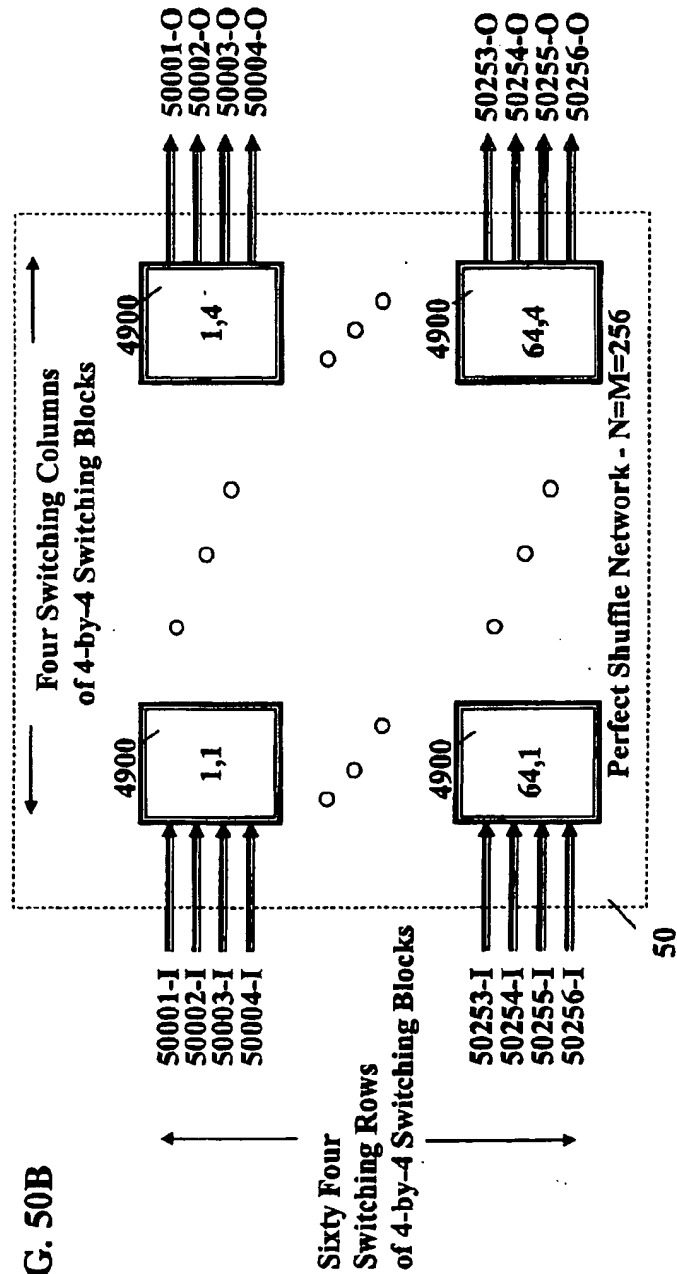 G. 50B
Four Switching Columns
of 4-by-4 Switching Blocks
4900
1,1
4900
1,4
50001-I
50002-I
50003-I
50004-I
50001-O
50002-O
50003-O
50004-O
Sixty Four
Switching Rows
of 4-by-4 Switching Blocks
4900
64,1
4900
64,4
50253-I
50254-I
50255-I
50256-I
50253-O
50254-O
50255-O
50256-O
Perfect Shuffle Network - N=M=256
50